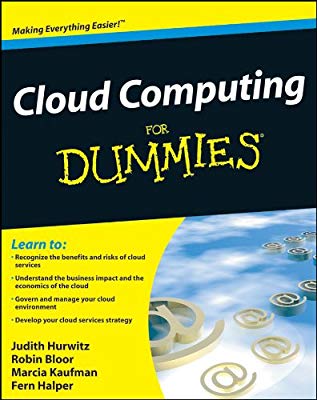 Making Everything Easier!™
Cloud Computing
FOR
DUMMIES®
Learn to:
• Recognize the benefits and risks of cloud
services
• Understand the business impact and the
economics of the cloud
• Govern and manage your cloud
environment
• Develop your cloud services strategy
Judith Hurwitz
Robin Bloor
Marcia Kaufman
Fern Halper
@
@
@
@
@
@